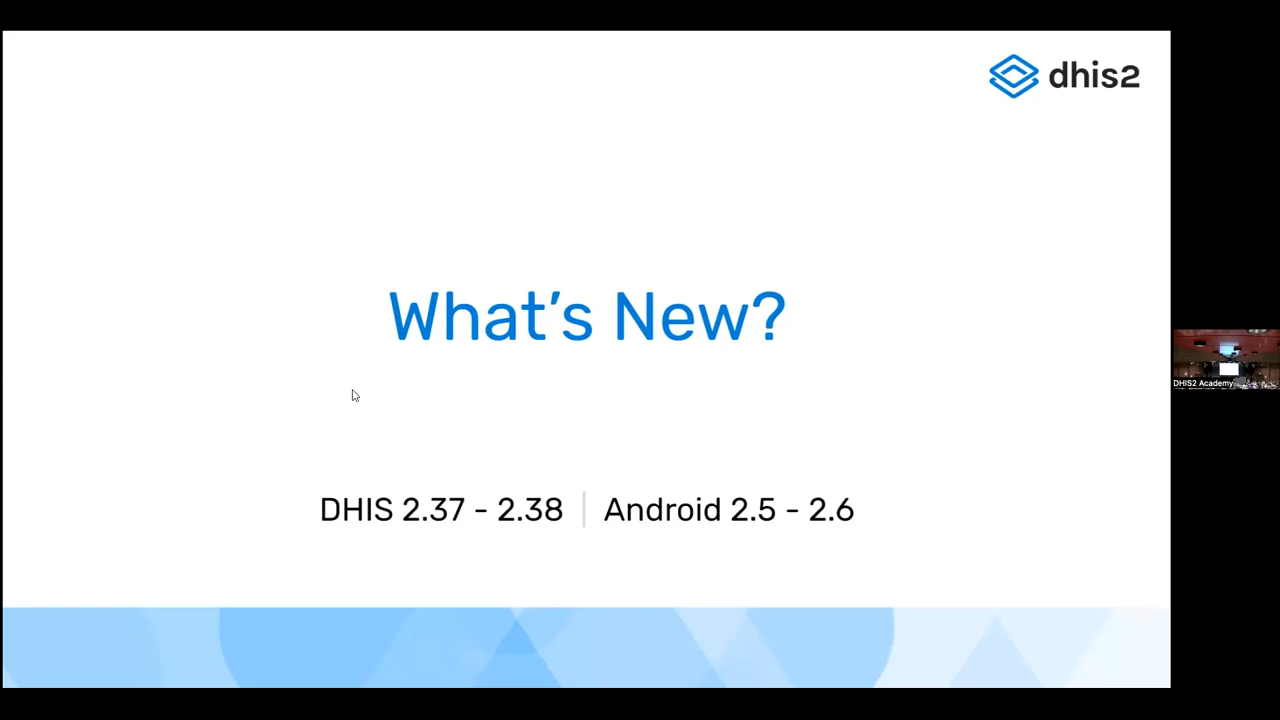 dhis2
What's New?
DHIS2 Academy
DHIS 2.37 - 2.38 | Android 2.5 - 2.6